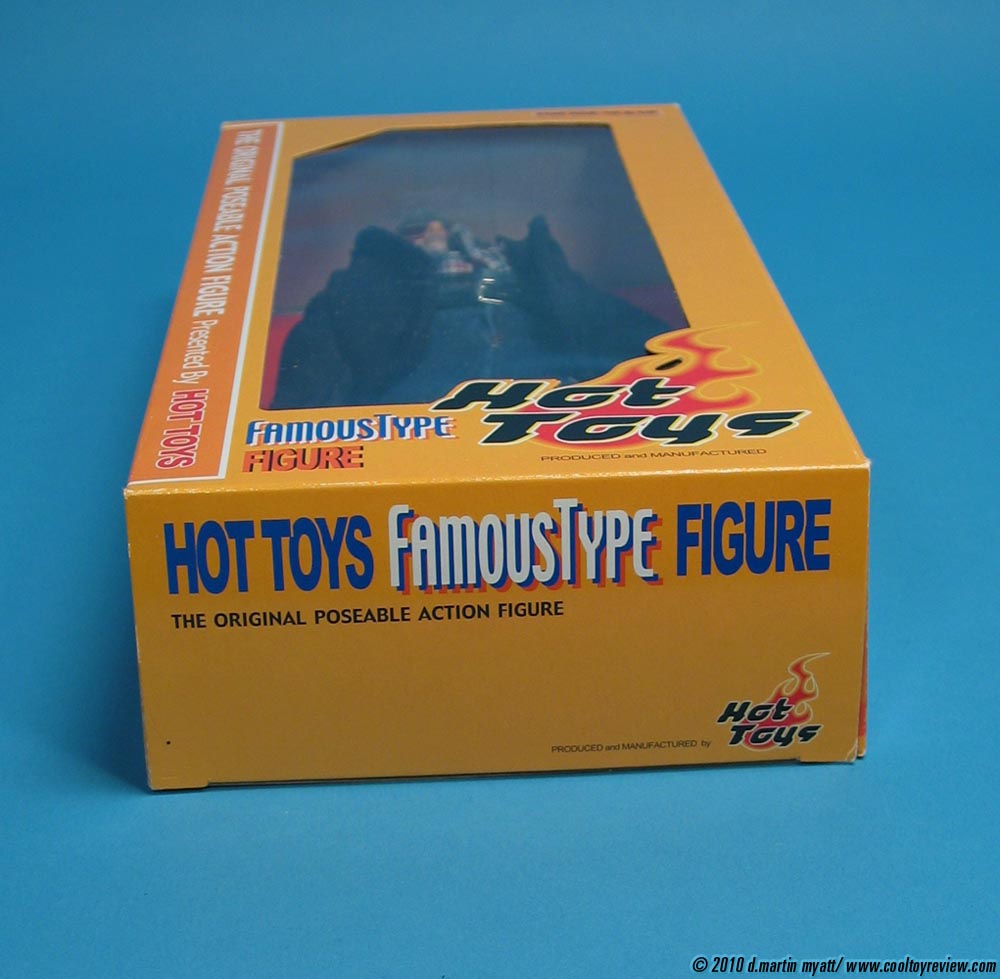 THE ORIGINAL POSEABLE ACTION FIGURE Presented By HOT TOYS
FAMOUSTYPE
FIGURE
Hot
Toys
PRODUCED and MANUFACTURED
HOT TOYS FAMOUSTYPE FIGURE
THE ORIGINAL POSEABLE ACTION FIGURE
PRODUCED and MANUFACTURED by
Hot
Toys
© 2010 d.martin myatt/ www.cooltoyreview.com